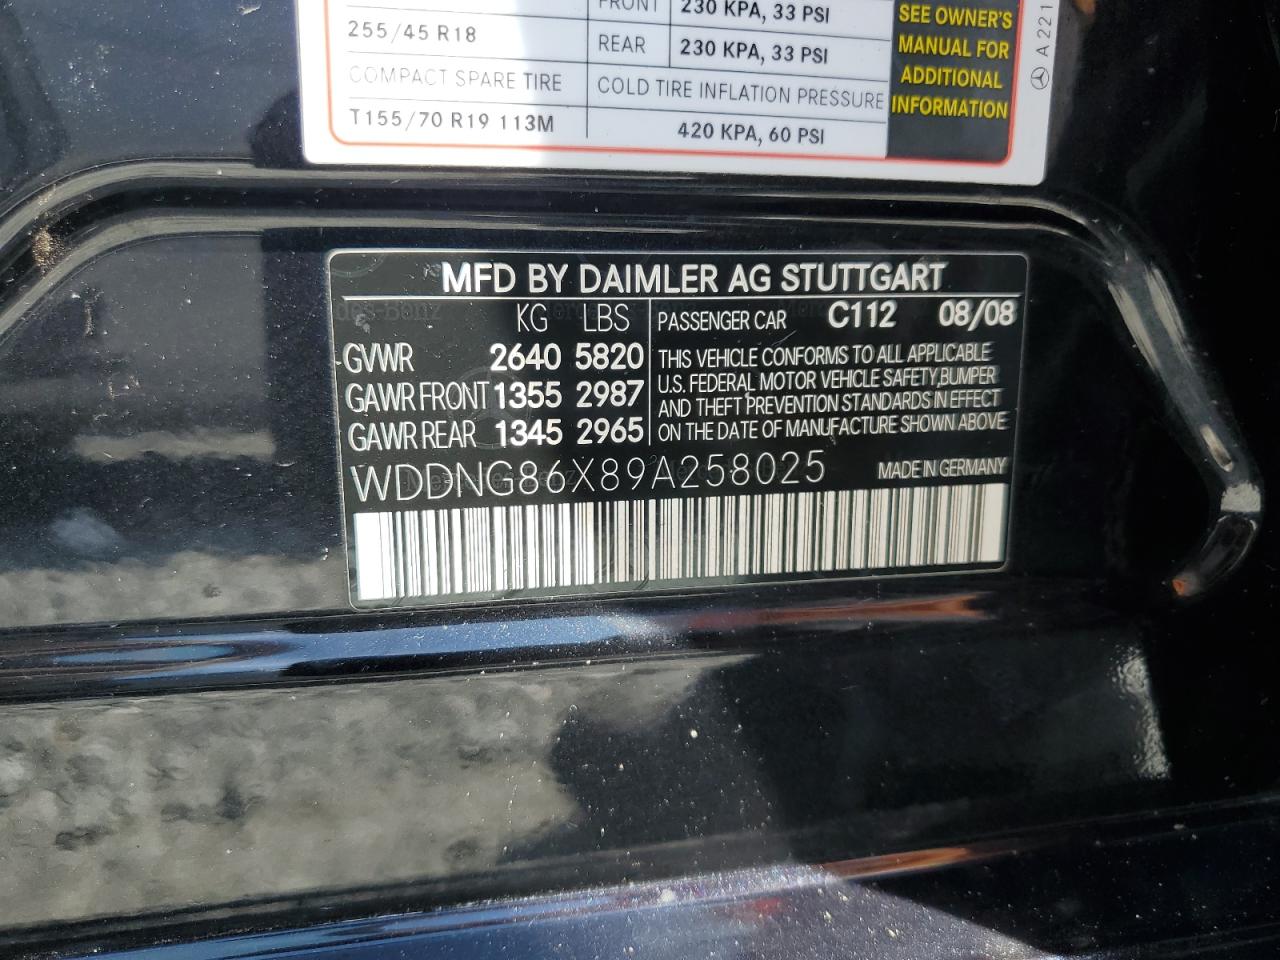 FRONT 230 KPA, 33 PSI
255/45 R18
REAR 230 KPA, 33 PSI
COMPACT SPARE TIRE
COLD TIRE INFLATION PRESSURE
T155/70 R19 113M
420 KPA, 60 PSI
SEE OWNER'S
MANUAL FOR
ADDITIONAL
INFORMATION
A 221
MFD BY DAIMLER AG STUTTGART
KG LBS
GVWR 2640 5820
GAWR FRONT 1355 2987
GAWR REAR 1345 2965
PASSENGER CAR C112 08/08
THIS VEHICLE CONFORMS TO ALL APPLICABLE
U.S. FEDERAL MOTOR VEHICLE SAFETY,BUMPER
AND THEFT PREVENTION STANDARDS IN EFFECT
ON THE DATE OF MANUFACTURE SHOWN ABOVE
WDDNG86X89A258025 MADE IN GERMANY